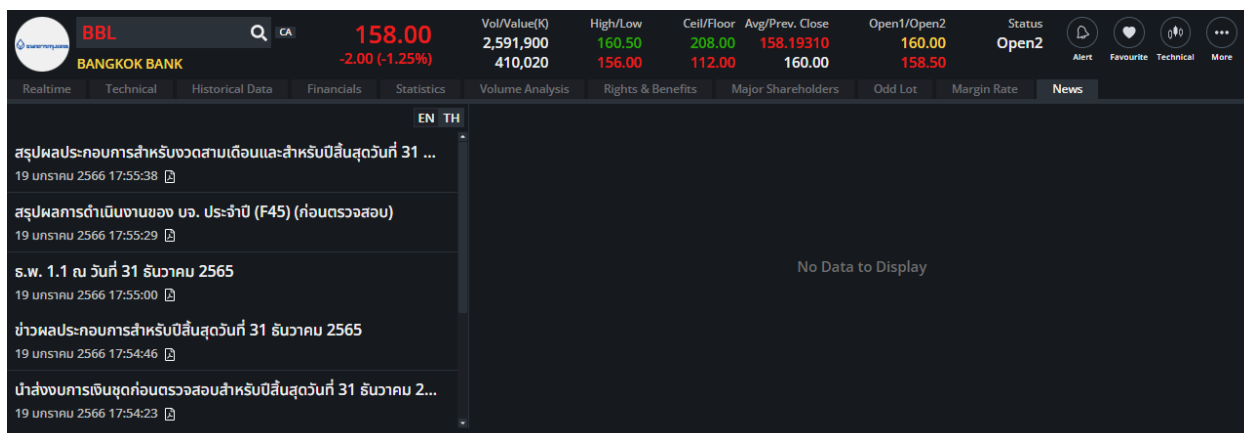 BBL CA 158.00 Vol/Value(K) High/Low Ceil/Floor Avg/Prev. Close Open1/Open2 Status
2,591,900 160.50 208.00 158.19310 160.00 Open2
BANGKOK BANK -2.00 (-1.25%) 410,020 156.00 112.00 160.00 158.50
Alert Favourite Technical More
Realtime Technical Historical Data Financials Statistics Volume Analysis Rights & Benefits Major Shareholders Odd Lot Margin Rate News
EN TH
สรุปผลประกอบการสำหรับงวดสามเดือนและสำหรับปีสิ้นสุดวันที่ 31 ...
19 มกราคม 2566 17:55:38
สรุปผลการดำเนินงานของ บจ. ประจำปี (F45) (ก่อนตรวจสอบ)
19 มกราคม 2566 17:55:29
ธ.พ. 1.1 ณ วันที่ 31 ธันวาคม 2565
19 มกราคม 2566 17:55:00
ข่าวผลประกอบการสำหรับปีสิ้นสุดวันที่ 31 ธันวาคม 2565
19 มกราคม 2566 17:54:46
นำส่งงบการเงินชุดก่อนตรวจสอบสำหรับปีสิ้นสุดวันที่ 31 ธันวาคม 2...
19 มกราคม 2566 17:54:23
No Data to Display